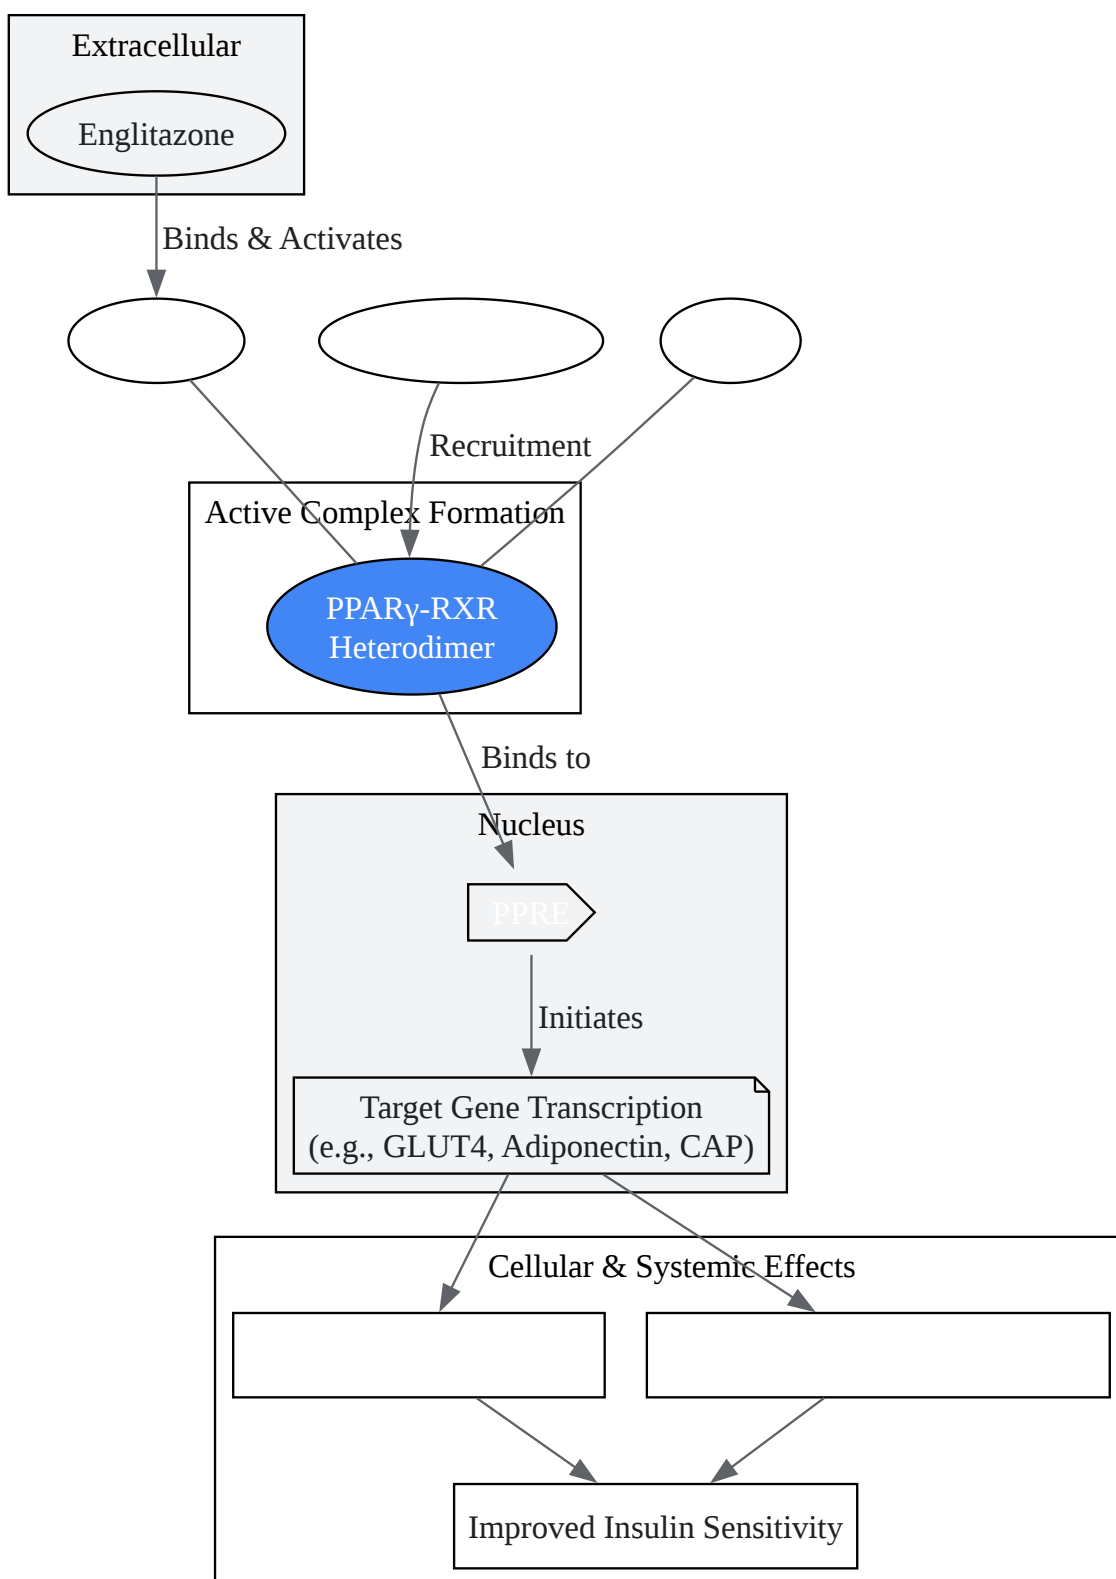 Extracellular
Englitazone
Binds & Activates
Recruitment
Active Complex Formation
PPARγ-RXR
Heterodimer
Binds to
Nucleus
PPRE
Initiates
Target Gene Transcription
(e.g., GLUT4, Adiponectin, CAP)
Cellular & Systemic Effects
Improved Insulin Sensitivity